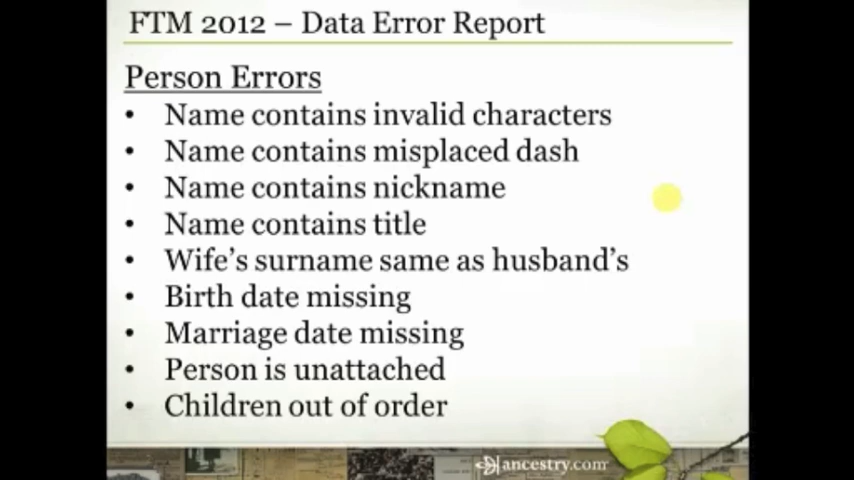 FTM 2012 – Data Error Report
Person Errors
• Name contains invalid characters
• Name contains misplaced dash
• Name contains nickname
• Name contains title
• Wife's surname same as husband's
• Birth date missing
• Marriage date missing
• Person is unattached
• Children out of order
ancestry.com